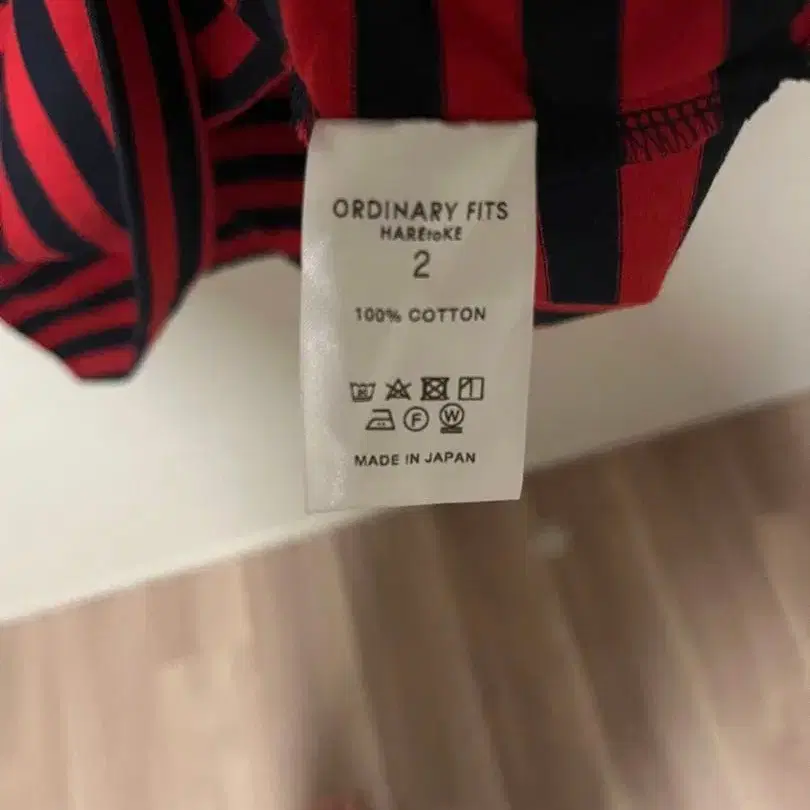 ORDINARY FITS
HAREtoKE
2
100% COTTON
F W
MADE IN JAPAN